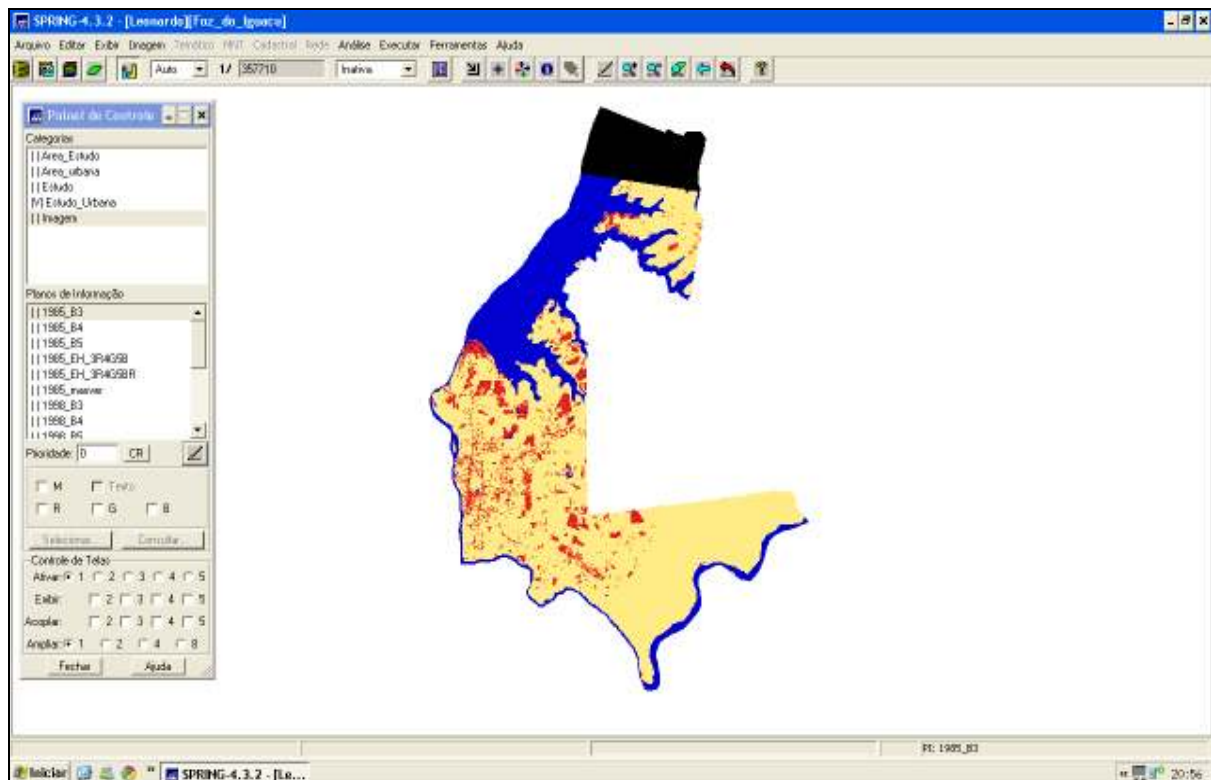 SPRING-4.3.2 - [Leonardo][Foz_do_Iguacu]
Arquivo Editar Exibir Imagem Temático MNT Cadastral Rede Análise Executar Ferramentas Ajuda
Auto 1/ 357710 Inativa
Painel de Controle
Categorias
( ) Area_Estudo
( ) Area_urbana
( ) Estudo
(V) Estudo_Urbana
( ) Imagem
Planos de Informação
( ) 1985_B3
( ) 1985_B4
( ) 1985_B5
( ) 1985_EH_3R4G5B
( ) 1985_EH_3R4G5BR
( ) 1985_maxver
( ) 1998_B3
( ) 1998_B4
( ) 1998_B5
Prioridade: 0 CR
M Texto
R G B
Selecionar... Consultar...
Controle de Telas
Ativar: 1 2 3 4 5
Exibir: 2 3 4 5
Acoplar: 2 3 4 5
Ampliar: 1 2 4 8
Fechar Ajuda
PI: 1985_B3
Iniciar SPRING-4.3.2 - [Le... 20:56